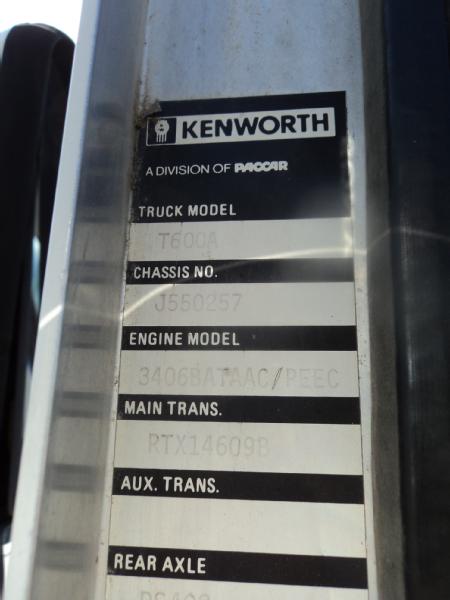 KENWORTH
A DIVISION OF PACCAR
TRUCK MODEL
T600A
CHASSIS NO.
J550257
ENGINE MODEL
3406BATAAC/PEEC
MAIN TRANS.
RTX14609B
AUX. TRANS.
REAR AXLE